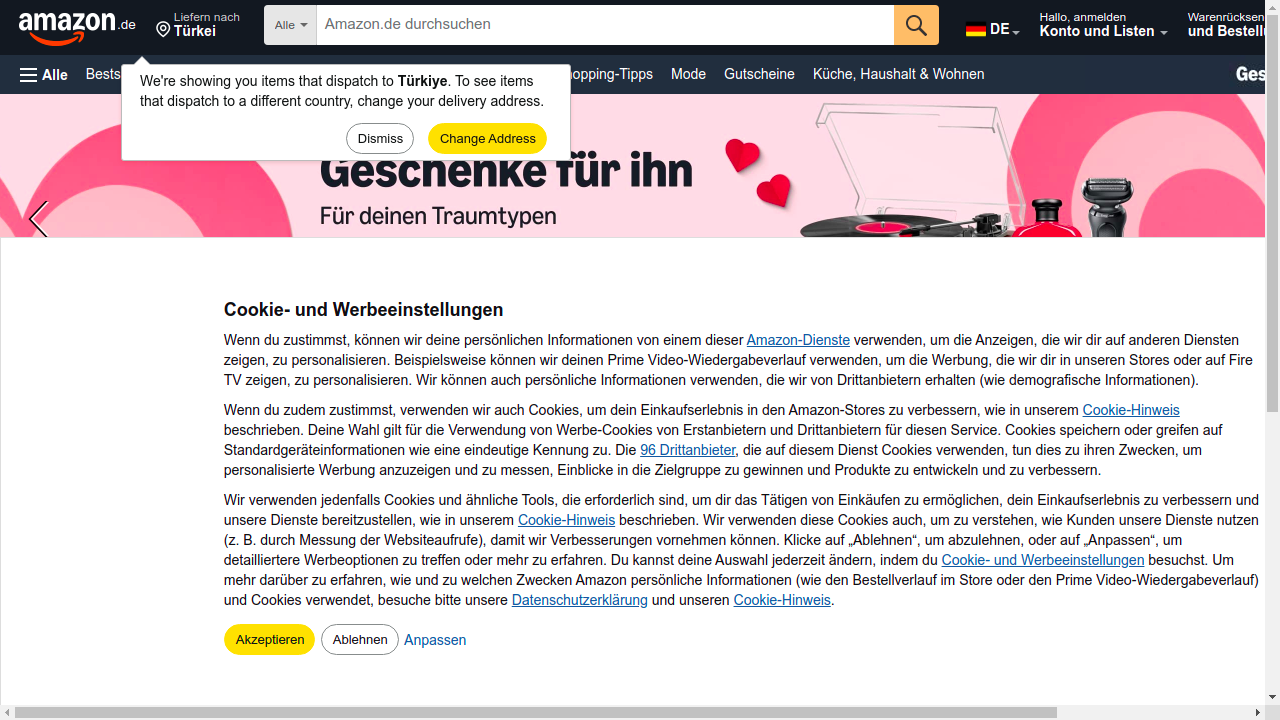 amazon.de
Liefern nach
Türkei
Alle
Amazon.de durchsuchen
DE
Hallo, anmelden
Konto und Listen
Warenrücksen
und Bestellu
Alle
Bests
hopping-Tipps
Mode
Gutscheine
Küche, Haushalt & Wohnen
Ges
We're showing you items that dispatch to Türkiye. To see items
that dispatch to a different country, change your delivery address.
Dismiss
Change Address
Geschenke für ihn
Für deinen Traumtypen
Cookie- und Werbeeinstellungen
Wenn du zustimmst, können wir deine persönlichen Informationen von einem dieser Amazon-Dienste verwenden, um die Anzeigen, die wir dir auf anderen Diensten
zeigen, zu personalisieren. Beispielsweise können wir deinen Prime Video-Wiedergabeverlauf verwenden, um die Werbung, die wir dir in unseren Stores oder auf Fire
TV zeigen, zu personalisieren. Wir können auch persönliche Informationen verwenden, die wir von Drittanbietern erhalten (wie demografische Informationen).
Wenn du zudem zustimmst, verwenden wir auch Cookies, um dein Einkaufserlebnis in den Amazon-Stores zu verbessern, wie in unserem Cookie-Hinweis
beschrieben. Deine Wahl gilt für die Verwendung von Werbe-Cookies von Erstanbietern und Drittanbietern für diesen Service. Cookies speichern oder greifen auf
Standardgeräteinformationen wie eine eindeutige Kennung zu. Die 96 Drittanbieter, die auf diesem Dienst Cookies verwenden, tun dies zu ihren Zwecken, um
personalisierte Werbung anzuzeigen und zu messen, Einblicke in die Zielgruppe zu gewinnen und Produkte zu entwickeln und zu verbessern.
Wir verwenden jedenfalls Cookies und ähnliche Tools, die erforderlich sind, um dir das Tätigen von Einkäufen zu ermöglichen, dein Einkaufserlebnis zu verbessern und
unsere Dienste bereitzustellen, wie in unserem Cookie-Hinweis beschrieben. Wir verwenden diese Cookies auch, um zu verstehen, wie Kunden unsere Dienste nutzen
(z. B. durch Messung der Websiteaufrufe), damit wir Verbesserungen vornehmen können. Klicke auf „Ablehnen“, um abzulehnen, oder auf „Anpassen“, um
detailliertere Werbeoptionen zu treffen oder mehr zu erfahren. Du kannst deine Auswahl jederzeit ändern, indem du Cookie- und Werbeeinstellungen besuchst. Um
mehr darüber zu erfahren, wie und zu welchen Zwecken Amazon persönliche Informationen (wie den Bestellverlauf im Store oder den Prime Video-Wiedergabeverlauf)
und Cookies verwendet, besuche bitte unsere Datenschutzerklärung und unseren Cookie-Hinweis.
Akzeptieren
Ablehnen
Anpassen